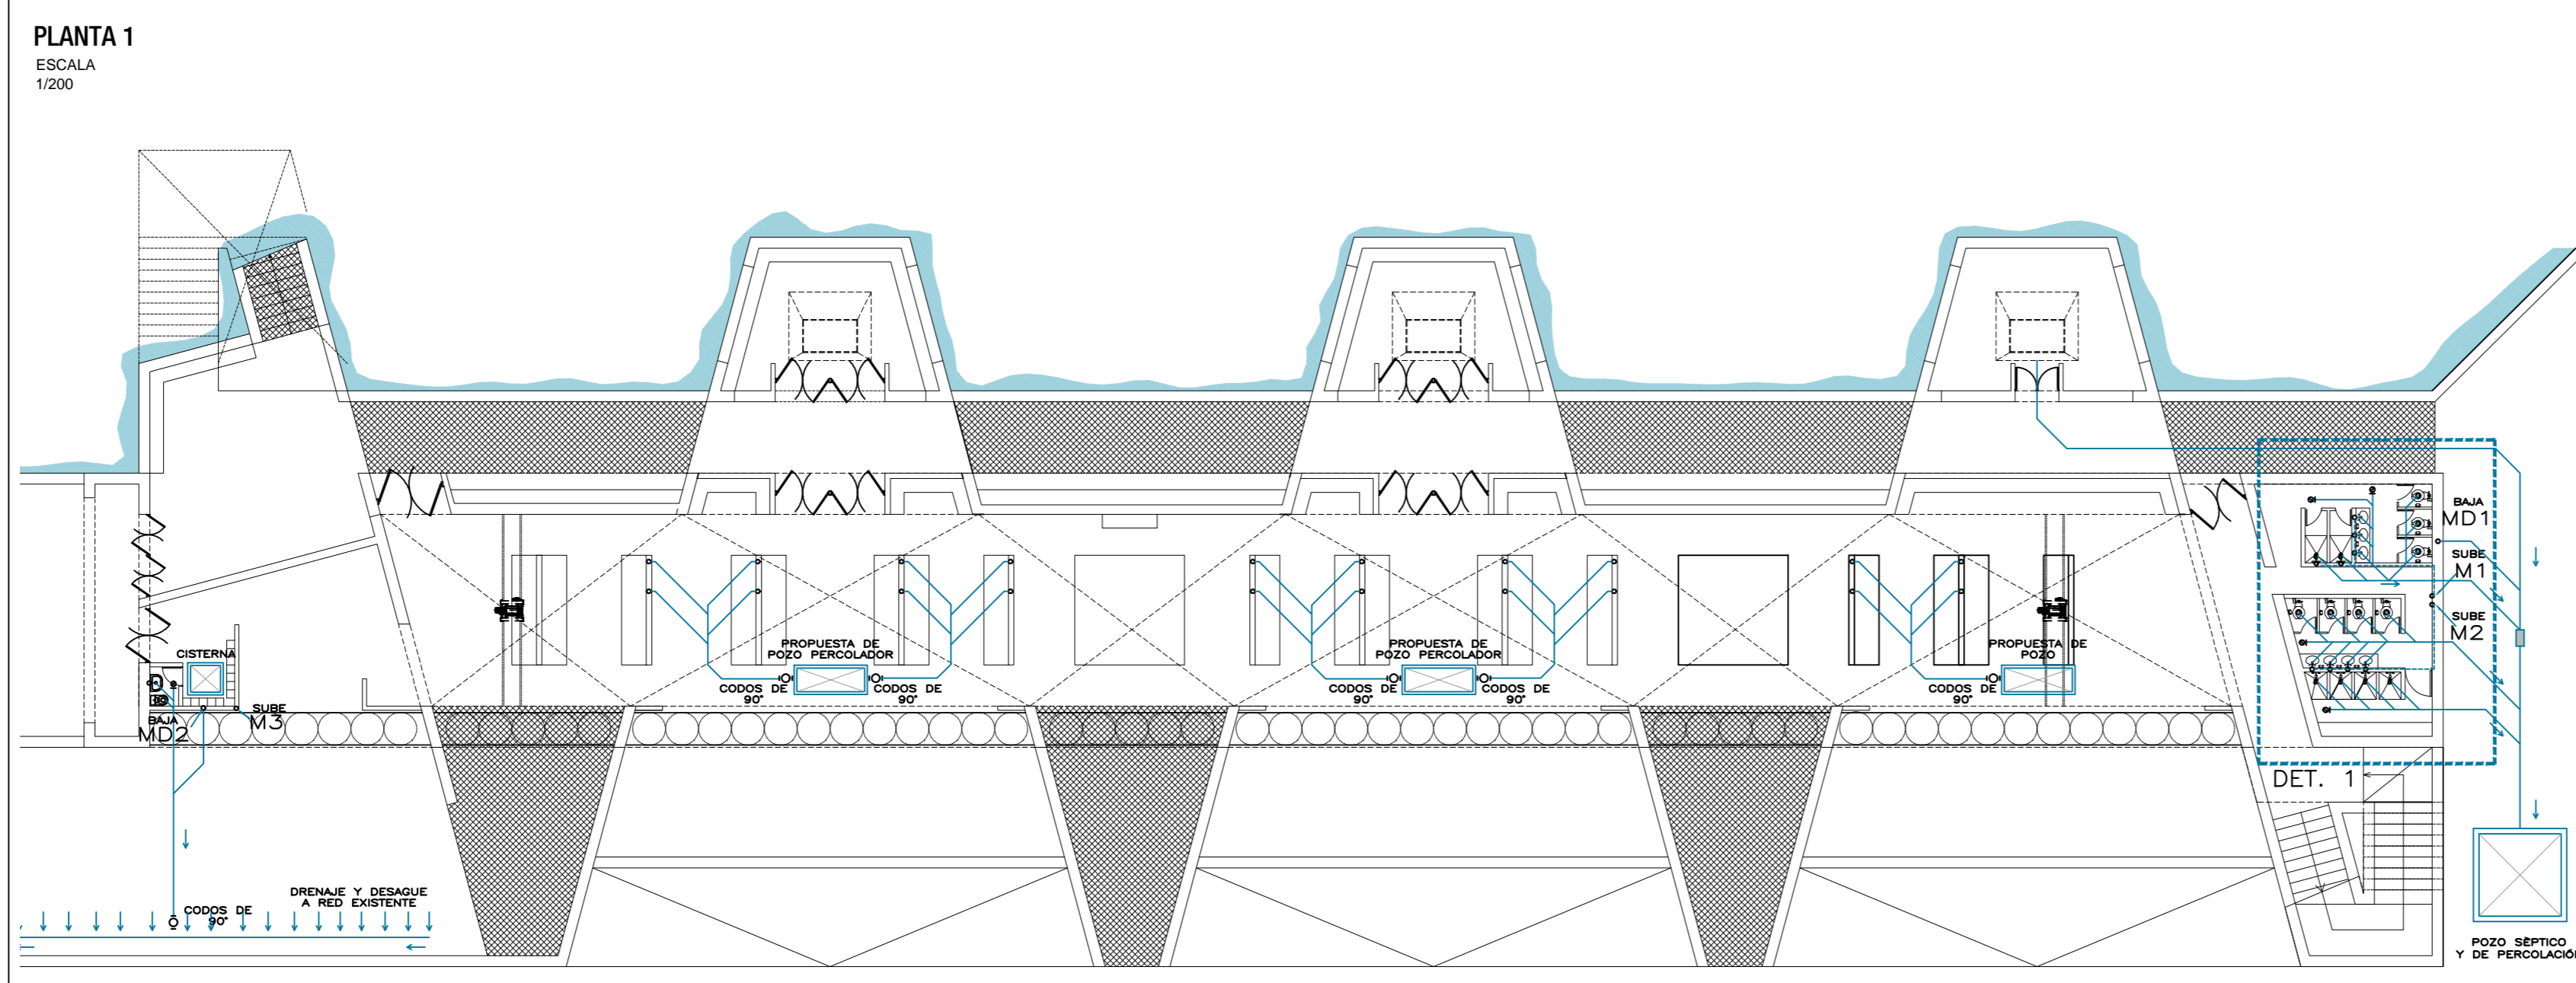 PLANTA 1
ESCALA
1/200
BAJA
MD1
SUBE
M1
SUBE
M2
CISTERNA
PROPUESTA DE
POZO PERCOLADOR
PROPUESTA DE
POZO PERCOLADOR
PROPUESTA DE
POZO
CODOS DE
90°
CODOS DE
90°
CODOS DE
90°
CODOS DE
90°
CODOS DE
90°
BAJA
MD2
SUBE
M3
DET. 1
DRENAJE Y DESAGUE
A RED EXISTENTE
CODOS DE
90°
POZO SÈPTICO
Y DE PERCOLACIÓN